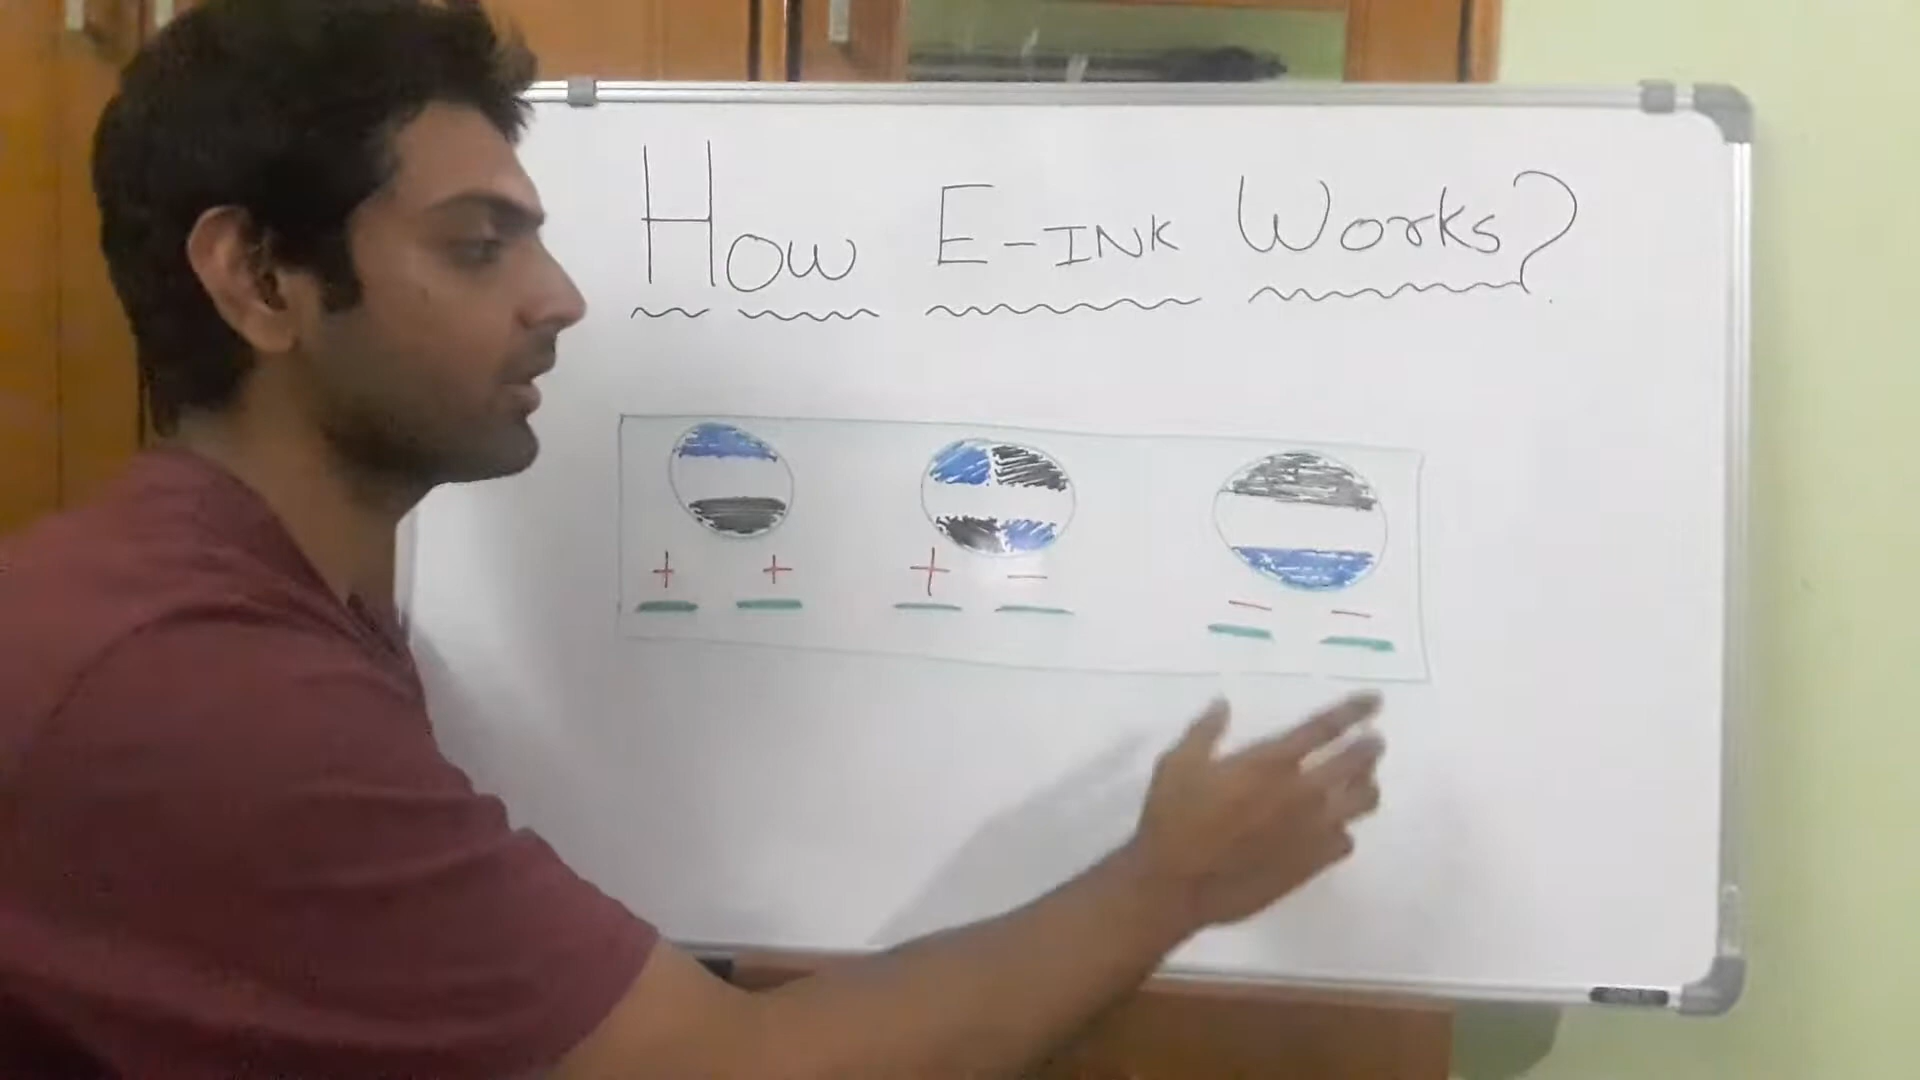 How E-INK Works?
+ + + - - -